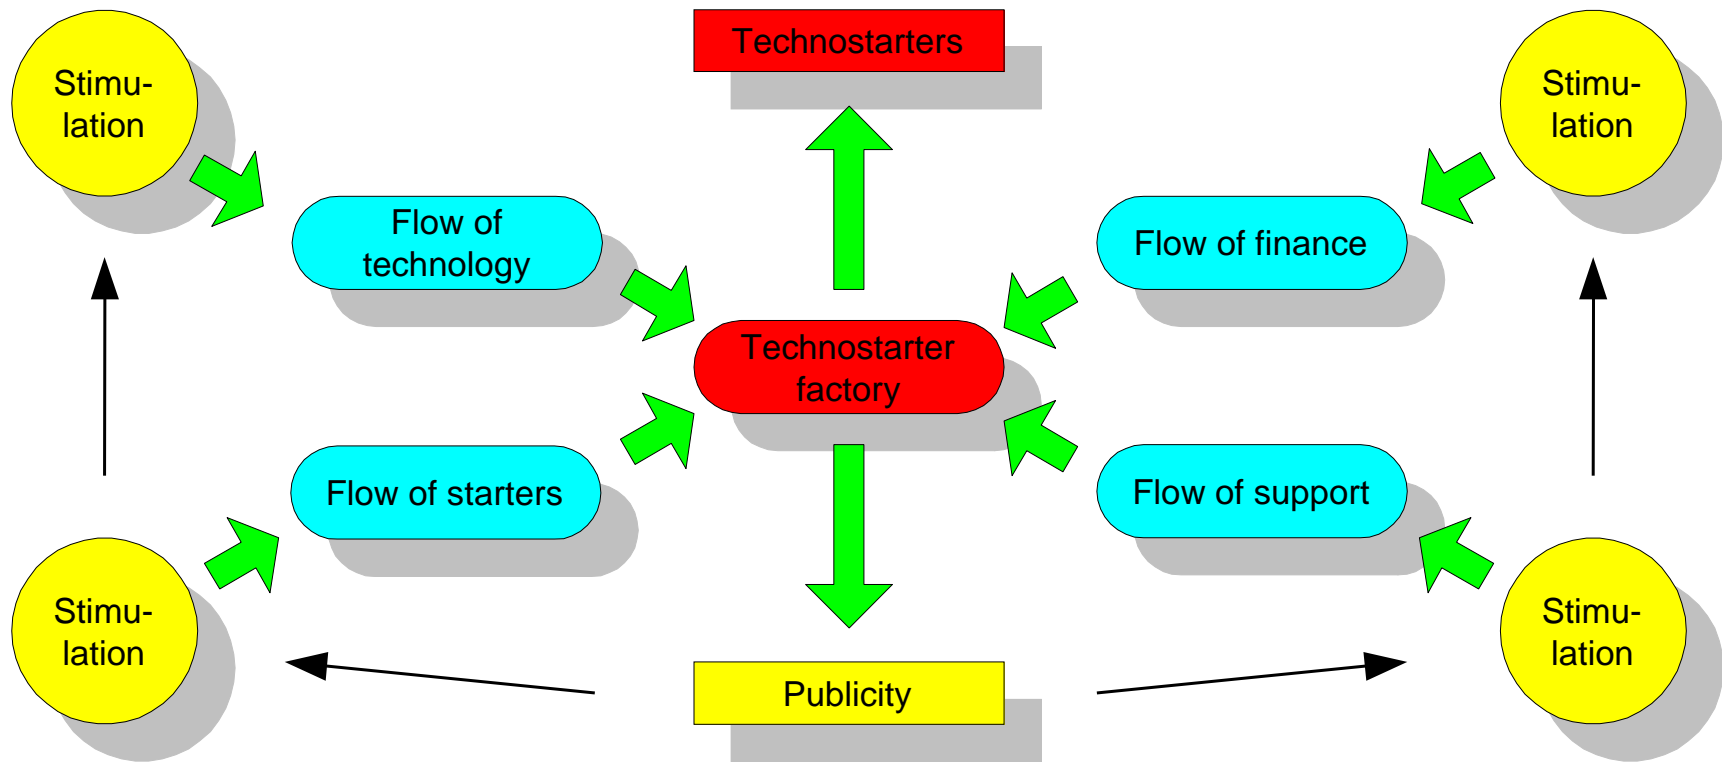 Stimu-
lation
Technostarters
Stimu-
lation
Flow of
technology
Flow of finance
Technostarter
factory
Flow of starters
Flow of support
Stimu-
lation
Publicity
Stimu-
lation